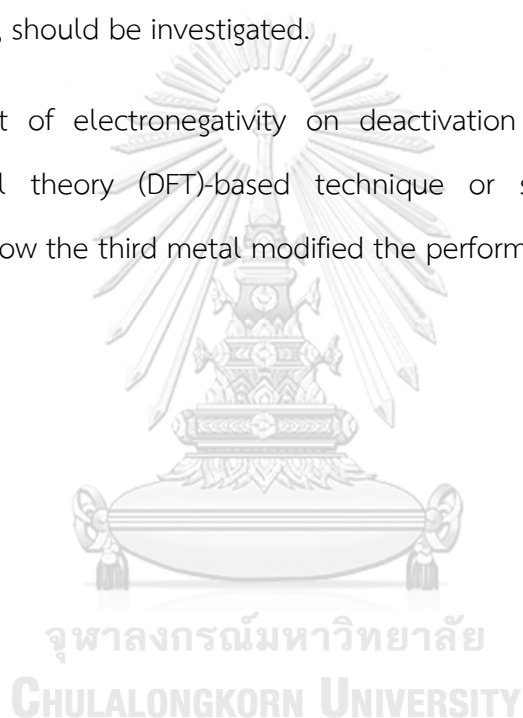 , should be investigated.
t of electronegativity on deactivation
l theory (DFT)-based technique or s
ow the third metal modified the perform
จุฬาลงกรณ์มหาวิทยาลัย
CHULALONGKORN UNIVERSITY